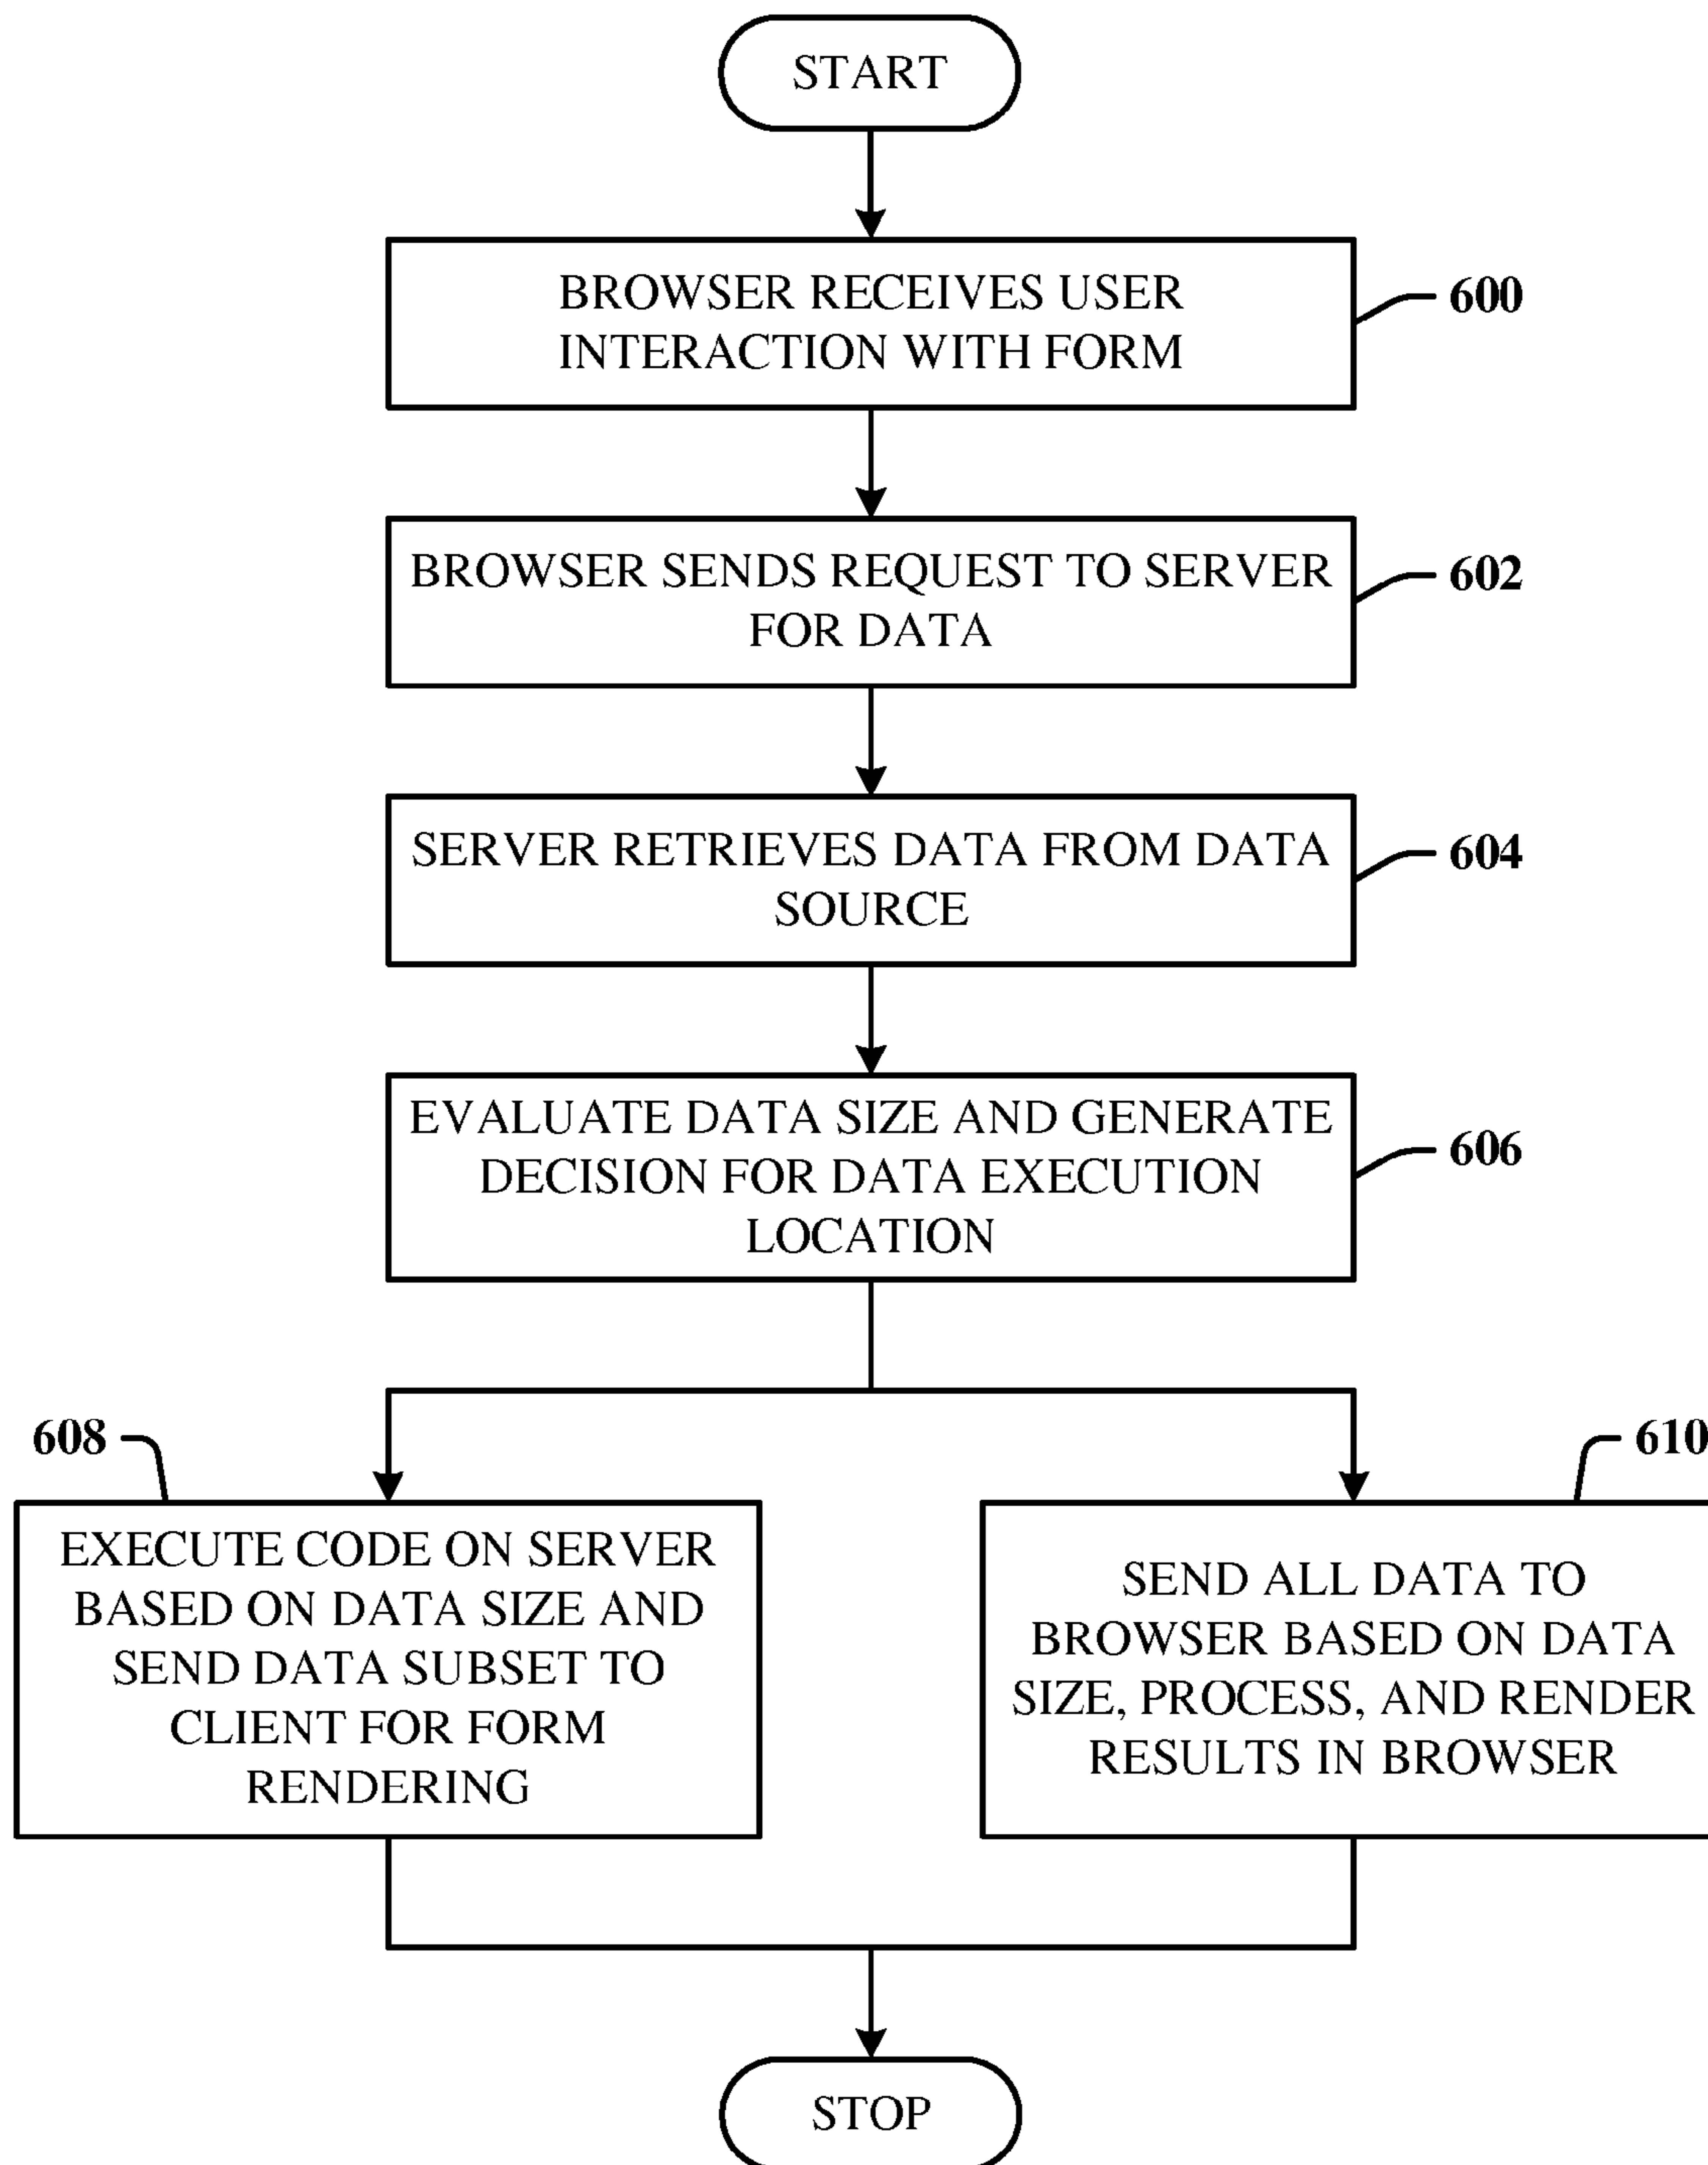 START
BROWSER RECEIVES USER
INTERACTION WITH FORM
600
BROWSER SENDS REQUEST TO SERVER
FOR DATA
602
SERVER RETRIEVES DATA FROM DATA
SOURCE
604
EVALUATE DATA SIZE AND GENERATE
DECISION FOR DATA EXECUTION
LOCATION
606
608
EXECUTE CODE ON SERVER
BASED ON DATA SIZE AND
SEND DATA SUBSET TO
CLIENT FOR FORM
RENDERING
610
SEND ALL DATA TO
BROWSER BASED ON DATA
SIZE, PROCESS, AND RENDER
RESULTS IN BROWSER
STOP